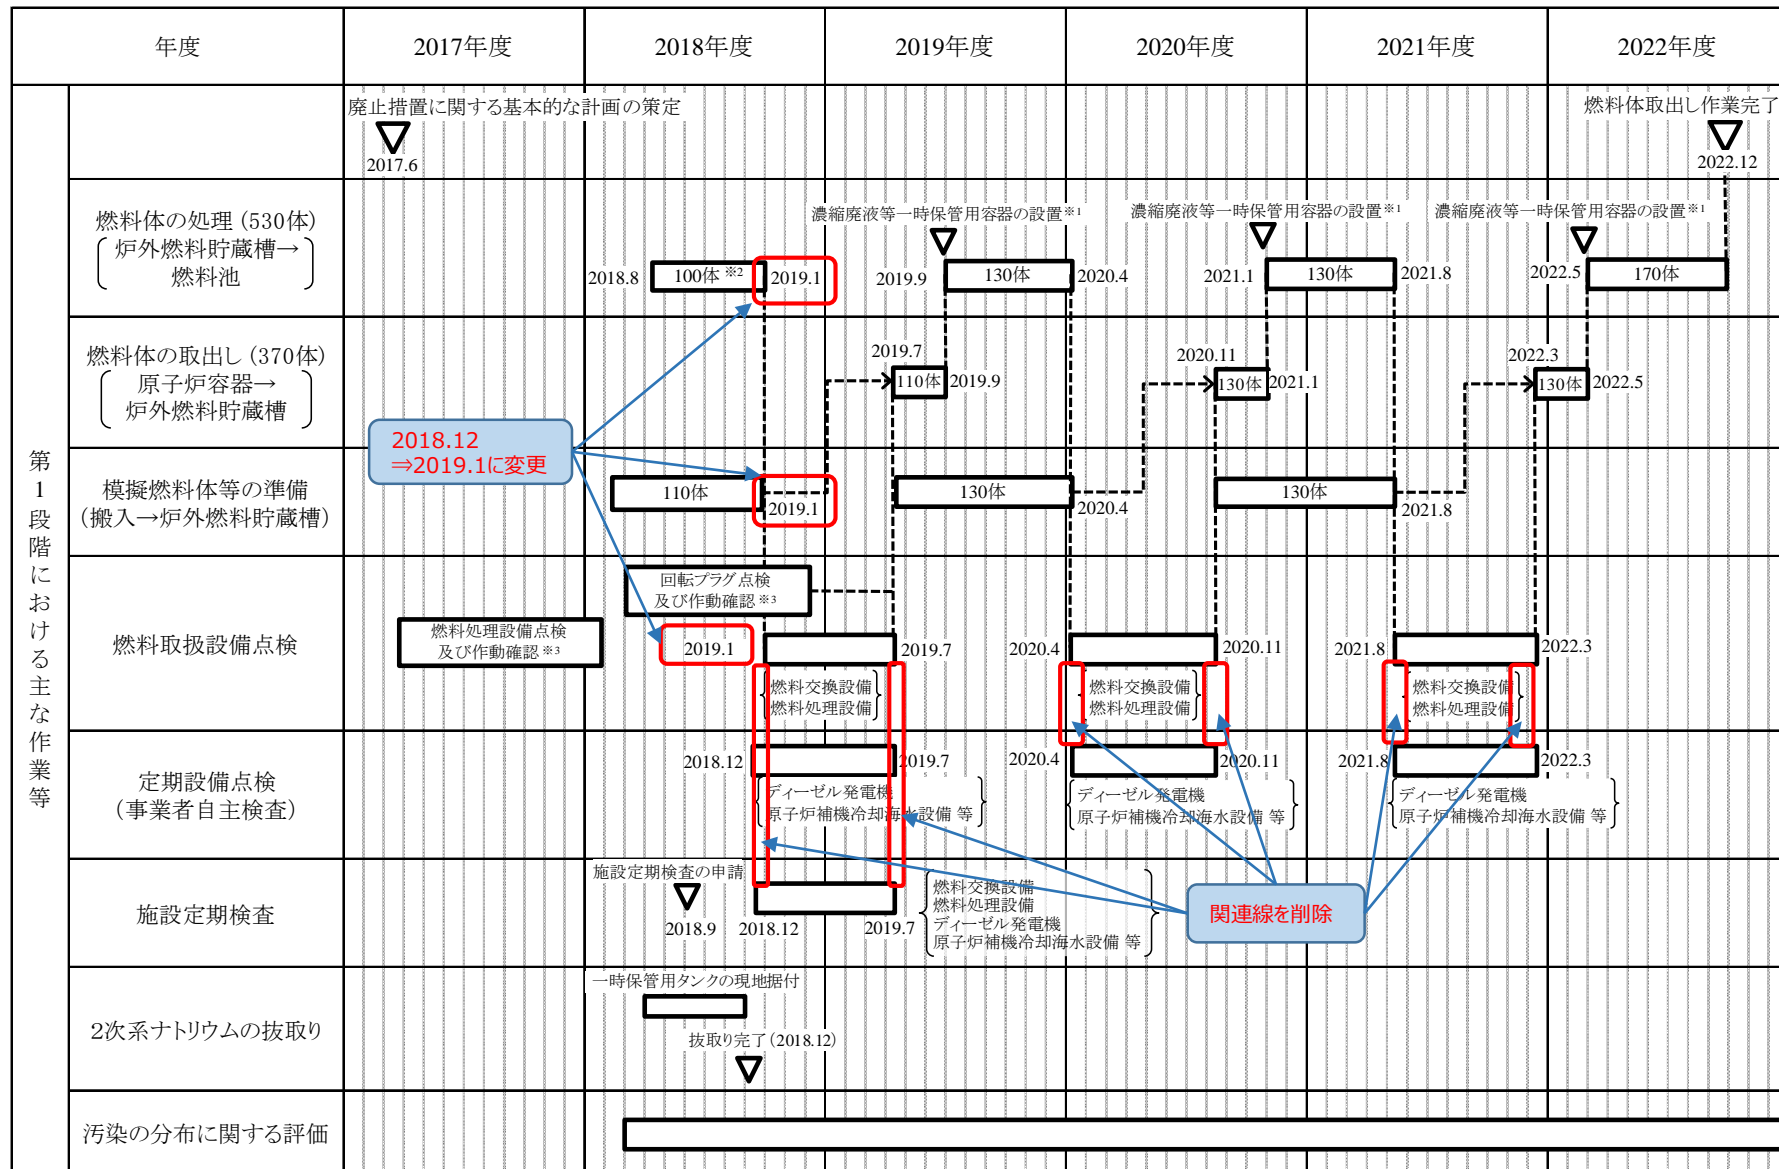 年度
2017年度
2018年度
2019年度
2020年度
2021年度
2022年度
第1段階における主な作業等
廃止措置に関する基本的な計画の策定
2017.6
燃料体取出し作業完了
2022.12
燃料体の処理 (530体)
炉外燃料貯蔵槽→
燃料池
2018.8
100体 ※2
2019.1
濃縮廃液等一時保管用容器の設置※1
2019.9
130体
2020.4
濃縮廃液等一時保管用容器の設置※1
2021.1
130体
2021.8
濃縮廃液等一時保管用容器の設置※1
2022.5
170体
燃料体の取出し (370体)
原子炉容器→
炉外燃料貯蔵槽
2019.7
110体
2019.9
2020.11
130体
2021.1
2022.3
130体
2022.5
2018.12
⇒2019.1に変更
模擬燃料体等の準備
(搬入→炉外燃料貯蔵槽)
110体
2019.1
130体
2020.4
130体
2021.8
燃料取扱設備点検
燃料処理設備点検
及び作動確認※3
回転プラグ点検
及び作動確認※3
2019.1
2019.7
燃料交換設備
燃料処理設備
2020.4
2020.11
燃料交換設備
燃料処理設備
2021.8
2022.3
燃料交換設備
燃料処理設備
定期設備点検
(事業者自主検査)
2018.12
2019.7
ディーゼル発電機
原子炉補機冷却海水設備 等
2020.4
2020.11
ディーゼル発電機
原子炉補機冷却海水設備 等
2021.8
2022.3
ディーゼル発電機
原子炉補機冷却海水設備 等
施設定期検査
施設定期検査の申請
2018.9
2018.12
2019.7
燃料交換設備
燃料処理設備
ディーゼル発電機
原子炉補機冷却海水設備 等
関連線を削除
2次系ナトリウムの抜取り
一時保管用タンクの現地据付
抜取り完了(2018.12)
汚染の分布に関する評価